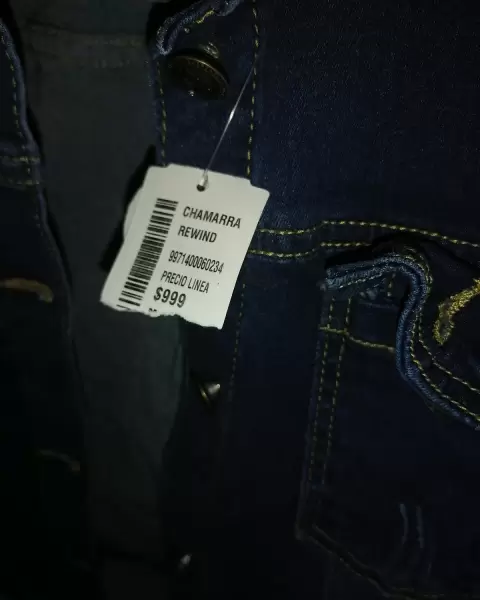 CHAMARRA
REWIND
9971400060234
PRECIO LINEA
$999